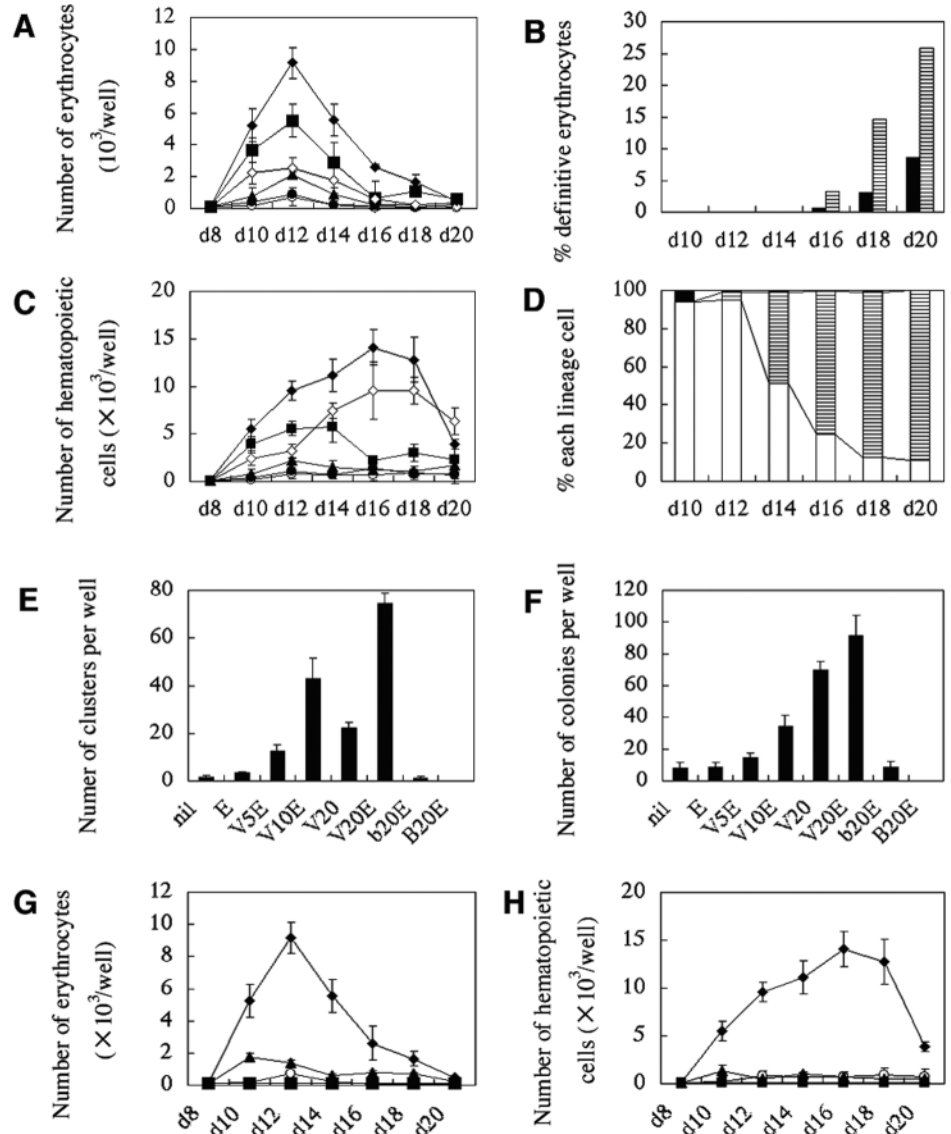 A
Number of erythrocytes
(10³/well)
12
10
8
6
4
2
0
d8 d10 d12 d14 d16 d18 d20
B
% definitive erythrocytes
30
25
20
15
10
5
0
d10 d12 d14 d16 d18 d20
C
Number of hematopoietic
cells (×10³/well)
20
15
10
5
0
d8 d10 d12 d14 d16 d18 d20
D
% each lineage cell
100
80
60
40
20
0
d10 d12 d14 d16 d18 d20
E
Numer of clusters per well
80
60
40
20
0
nil E V5E V10E V20 V20E b20E B20E
F
Number of colonies per well
120
100
80
60
40
20
0
nil E V5E V10E V20 V20E b20E B20E
G
Number of erythrocytes
(×10³/well)
12
10
8
6
4
2
0
d8 d10 d12 d14 d16 d18 d20
H
Number of hematopoietic
cells (×10³/well)
20
15
10
5
0
d8 d10 d12 d14 d16 d18 d20